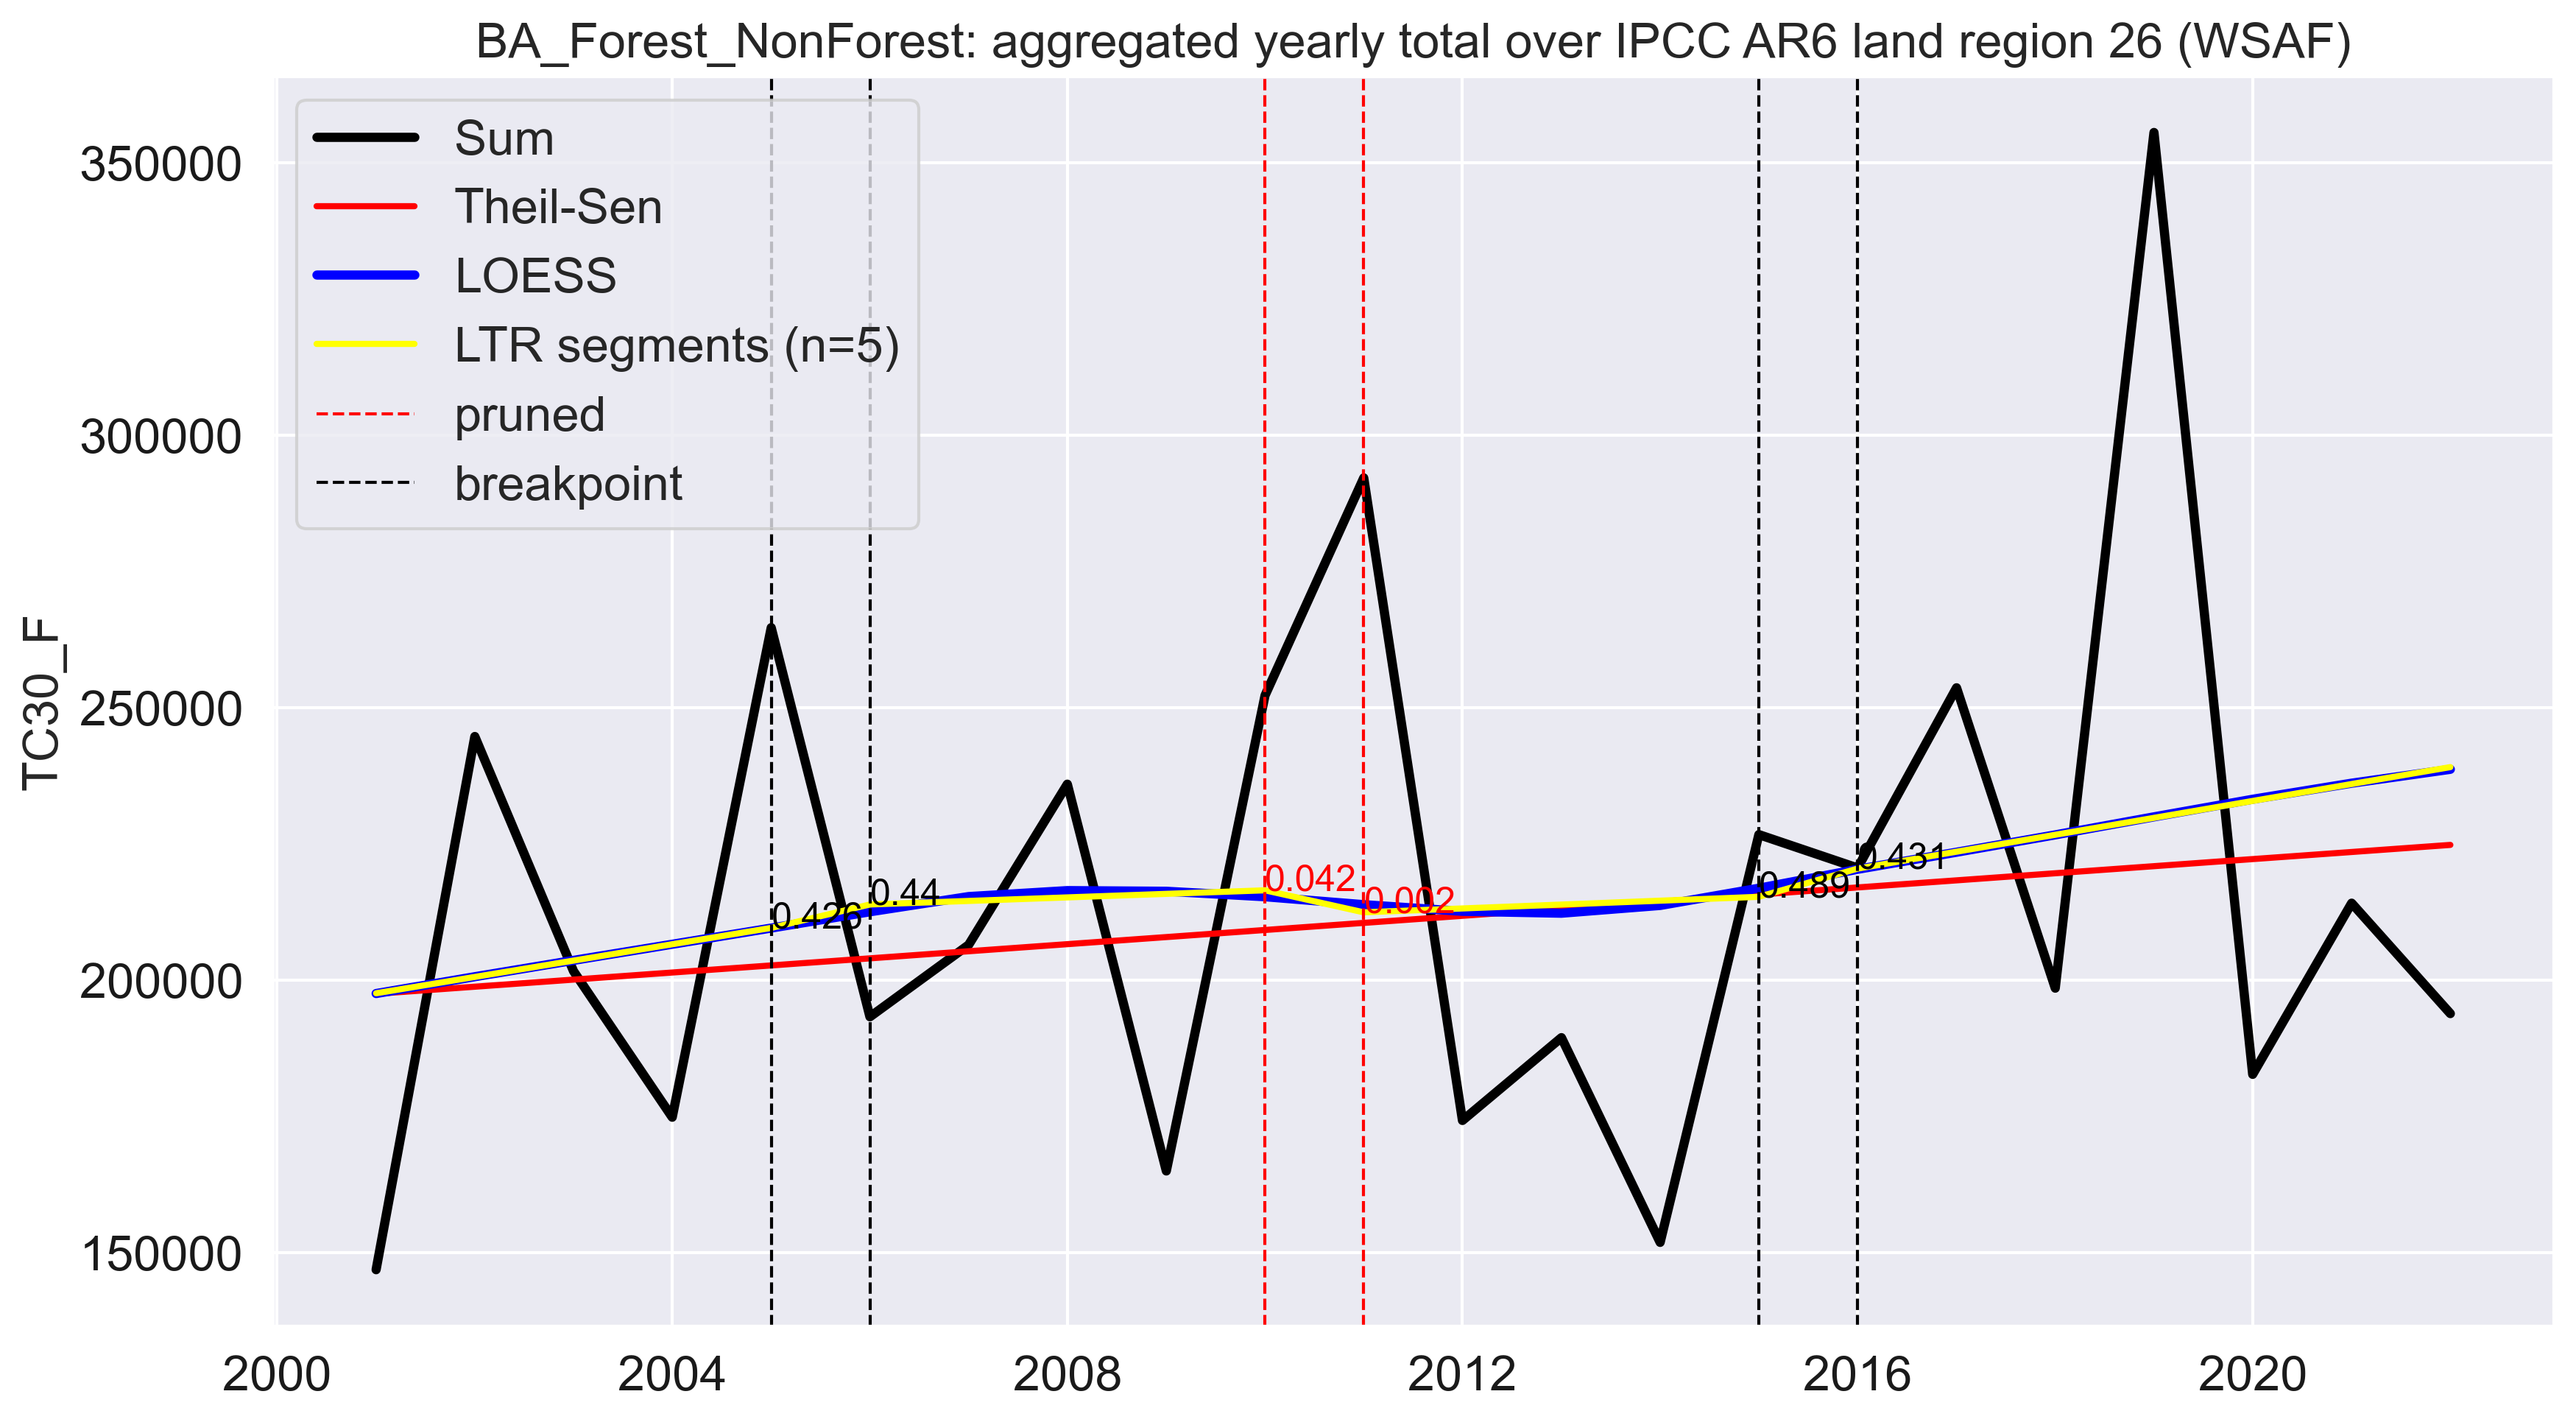 BA_Forest_NonForest: aggregated yearly total over IPCC AR6 land region 26 (WSAF)
Sum
Theil-Sen
LOESS
LTR segments (n=5)
pruned
breakpoint
350000
300000
250000
200000
150000
TC30_F
0.426
0.44
0.042
0.002
0.489
0.431
2000
2004
2008
2012
2016
2020